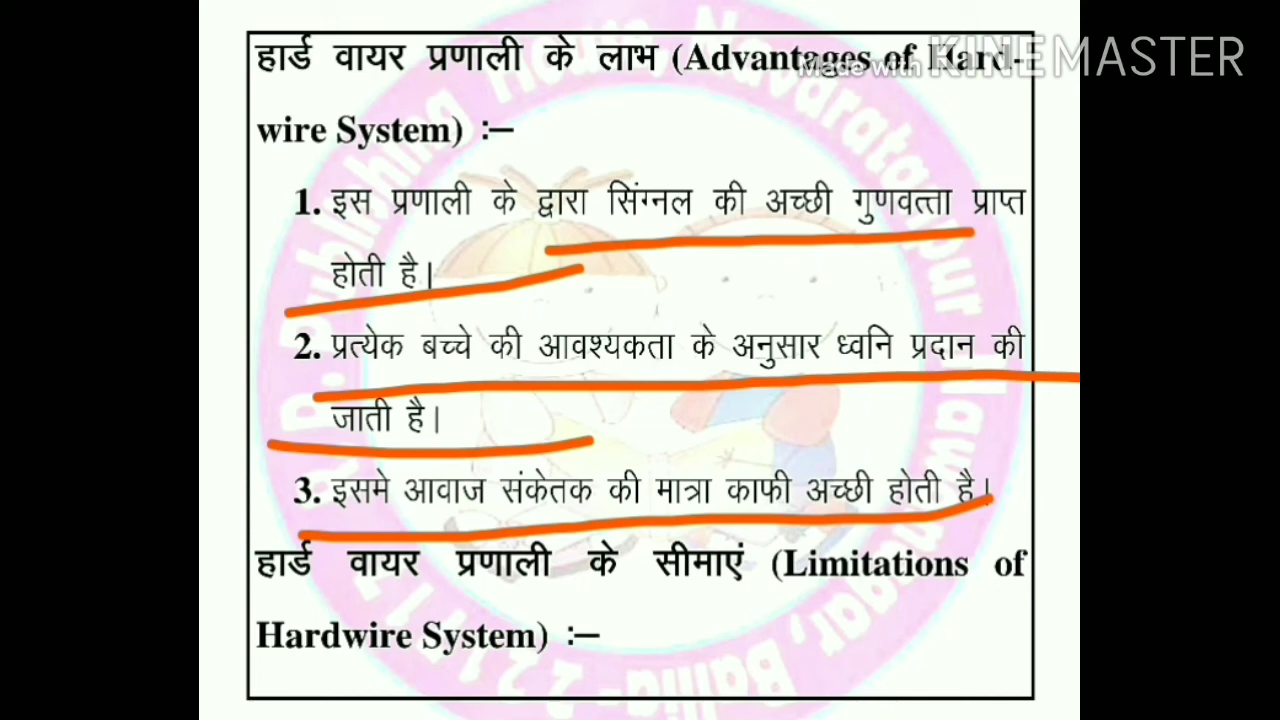 हार्ड वायर प्रणाली के लाभ (Advantages of Hard-
Made with KINEMASTER
wire System) :–
1. इस प्रणाली के द्वारा सिंग्नल की अच्छी गुणवत्ता प्राप्त
होती है।
2. प्रत्येक बच्चे की आवश्यकता के अनुसार ध्वनि प्रदान की
जाती है।
3. इसमे आवाज संकेतक की मात्रा काफी अच्छी होती है।
हार्ड वायर प्रणाली के सीमाएं (Limitations of
Hardwire System) :–